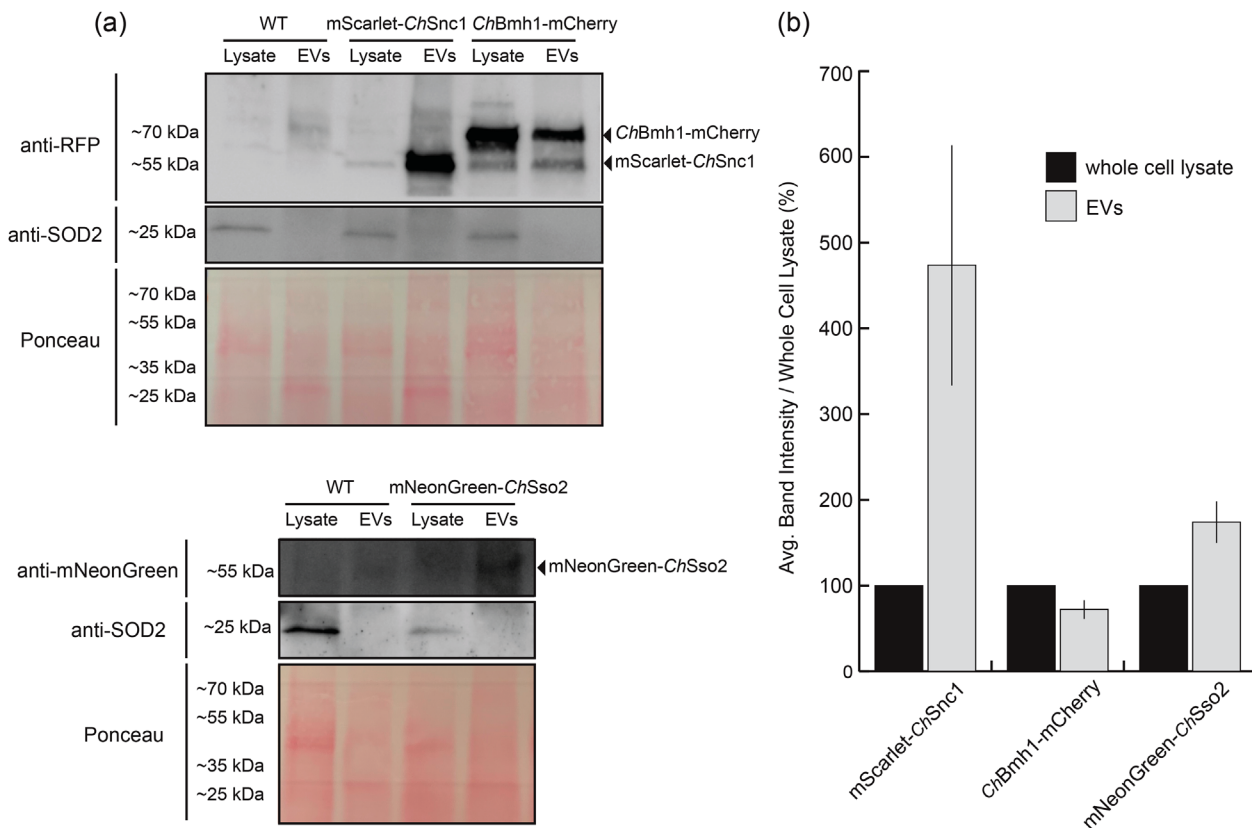 (a)
WT mScarlet-ChSnc1 ChBmh1-mCherry
Lysate EVs Lysate EVs Lysate EVs
anti-RFP
~70 kDa
~55 kDa
ChBmh1-mCherry
mScarlet-ChSnc1
anti-SOD2
~25 kDa
Ponceau
~70 kDa
~55 kDa
~35 kDa
~25 kDa
WT mNeonGreen-ChSso2
Lysate EVs Lysate EVs
anti-mNeonGreen
~55 kDa
mNeonGreen-ChSso2
anti-SOD2
~25 kDa
Ponceau
~70 kDa
~55 kDa
~35 kDa
~25 kDa
(b)
Avg. Band Intensity / Whole Cell Lysate (%)
700
600
500
400
300
200
100
0
whole cell lysate
EVs
mScarlet-ChSnc1
ChBmh1-mCherry
mNeonGreen-ChSso2